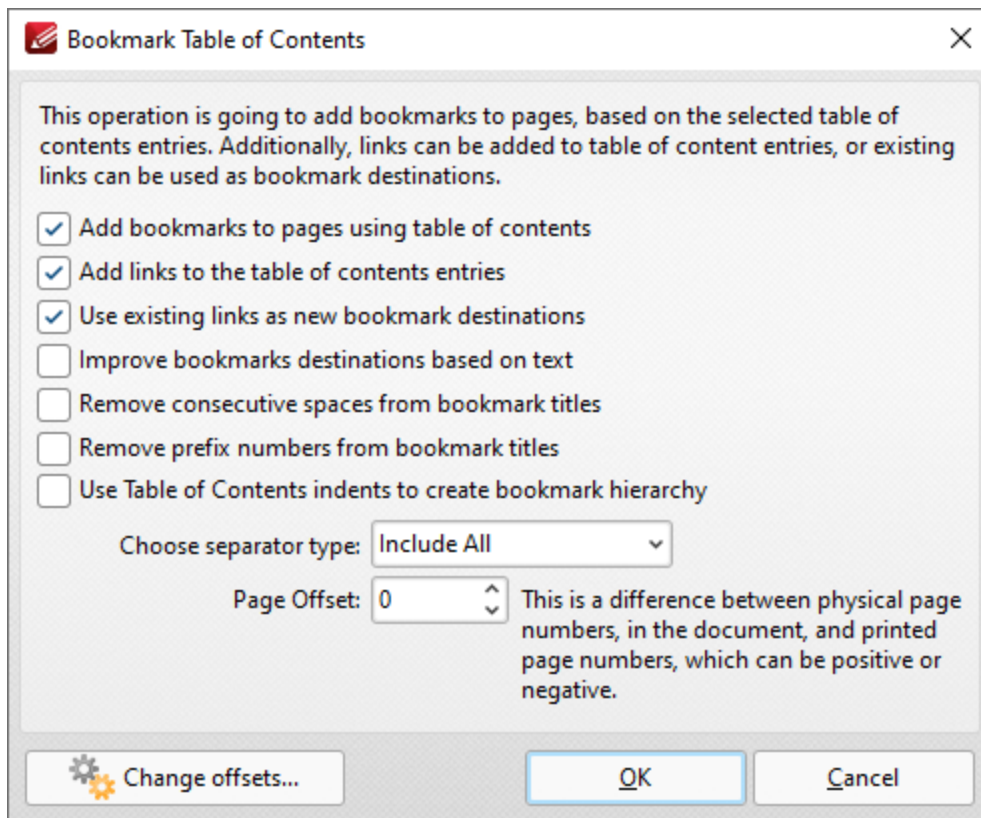 Bookmark Table of Contents
This operation is going to add bookmarks to pages, based on the selected table of
contents entries. Additionally, links can be added to table of content entries, or existing
links can be used as bookmark destinations.
Add bookmarks to pages using table of contents
Add links to the table of contents entries
Use existing links as new bookmark destinations
Improve bookmarks destinations based on text
Remove consecutive spaces from bookmark titles
Remove prefix numbers from bookmark titles
Use Table of Contents indents to create bookmark hierarchy
Choose separator type: Include All
Page Offset: 0 This is a difference between physical page
numbers, in the document, and printed
page numbers, which can be positive or
negative.
Change offsets... OK Cancel